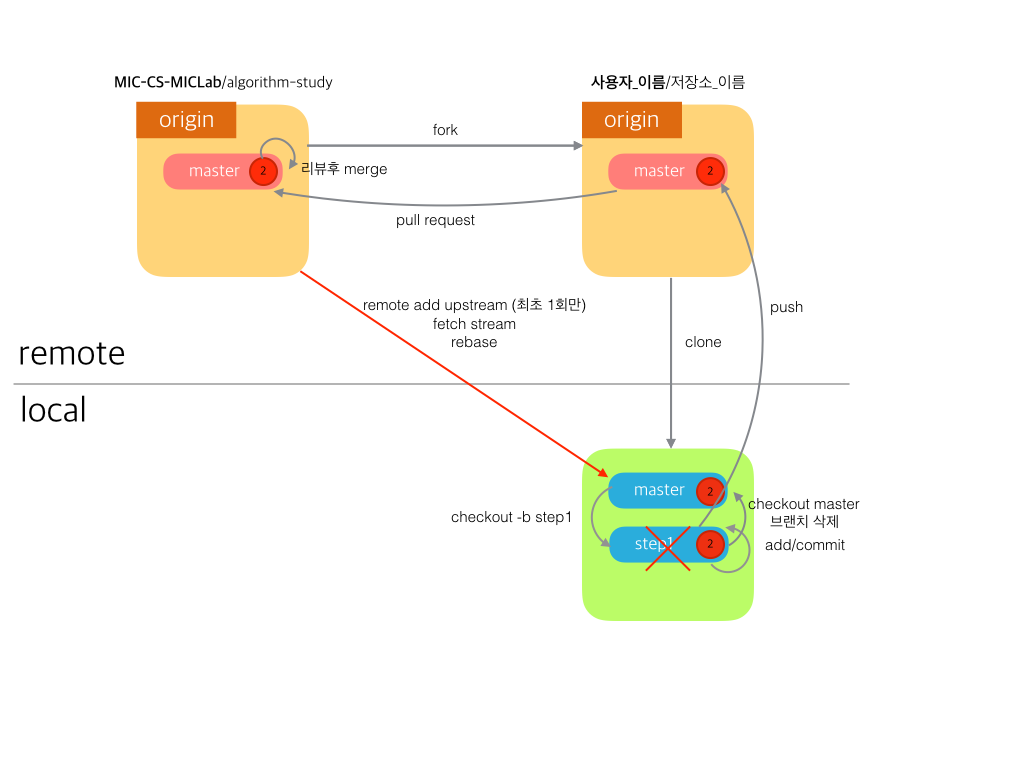 MIC-CS-MICLab/algorithm-study
사용자_이름/저장소_이름
origin
origin
fork
master
2
리뷰후 merge
master
2
pull request
remote add upstream (최초 1회만)
fetch stream
rebase
push
clone
remote
local
master
2
checkout -b step1
checkout master
브랜치 삭제
step1
2
add/commit